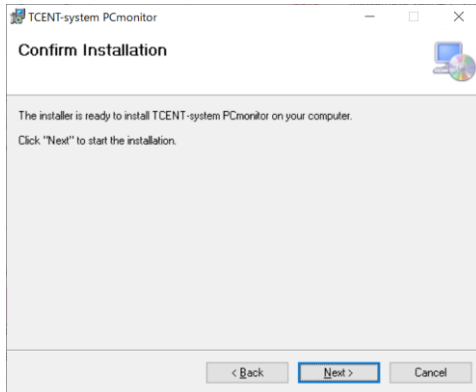 TCENT-system PCmonitor
Confirm Installation
The installer is ready to install TCENT-system PCmonitor on your computer.
Click "Next" to start the installation.
< Back
Next >
Cancel